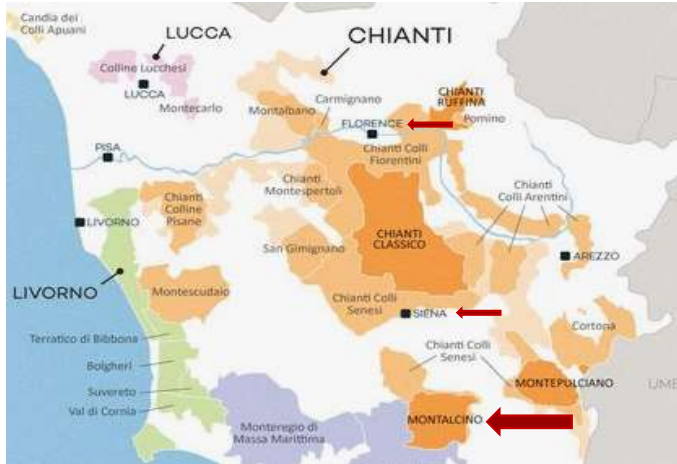 Candia dei
Colli Apuani
LUCCA
CHIANTI
Colline Lucchesi
LUCCA
Montecarlo
CHIANTI
RUFFINA
Carmignano
Montalbano
FLORENCE
Pomino
PISA
Chianti Colli
Fiorentini
Chianti
Montespertoli
Chianti
Colli Arentini
Chianti
Colline
Pisane
LIVORNO
CHIANTI
CLASSICO
San Gimignano
AREZZO
LIVORNO
Montescudaio
Chianti Colli
Senesi
SIENA
Cortona
Terratico di Bibbona
Chianti Colli
Senesi
Bolgheri
MONTEPULCIANO
UMB
Suvereto
Val di Cornia
Monteregio di
Massa Marittima
MONTALCINO